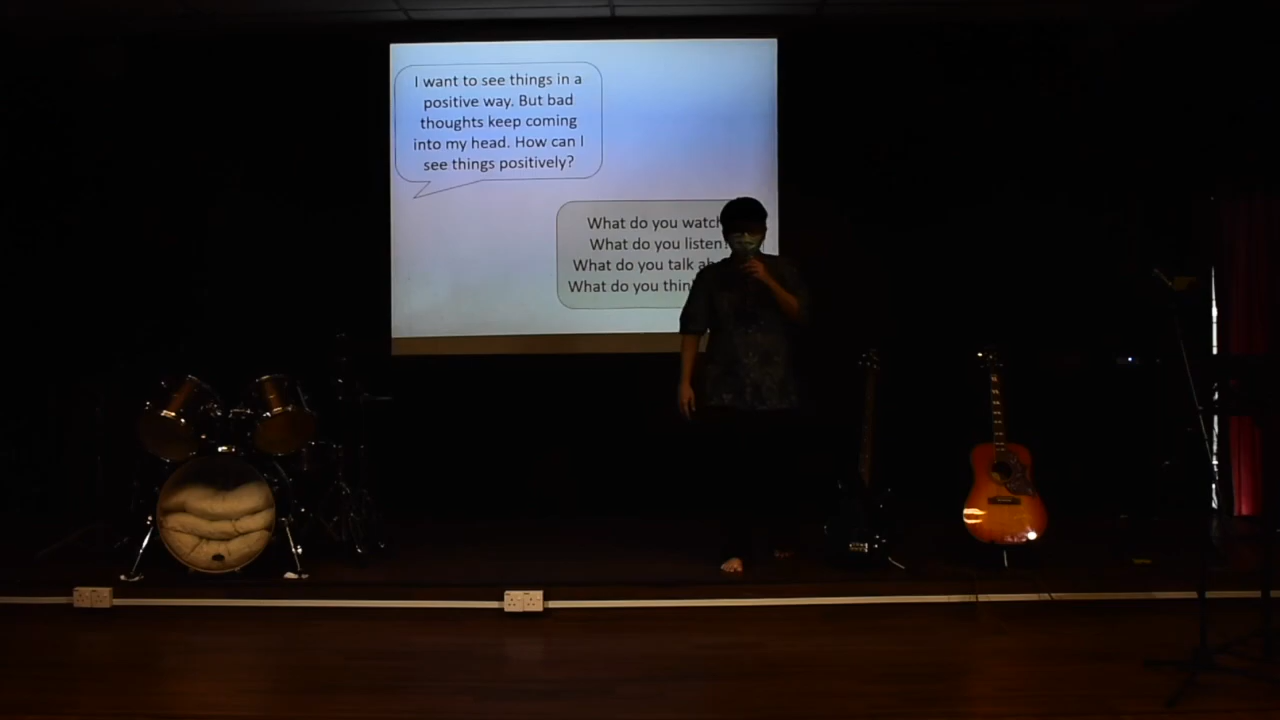 I want to see things in a
positive way. But bad
thoughts keep coming
into my head. How can I
see things positively?
What do you watch
What do you listen?
What do you talk
What do you